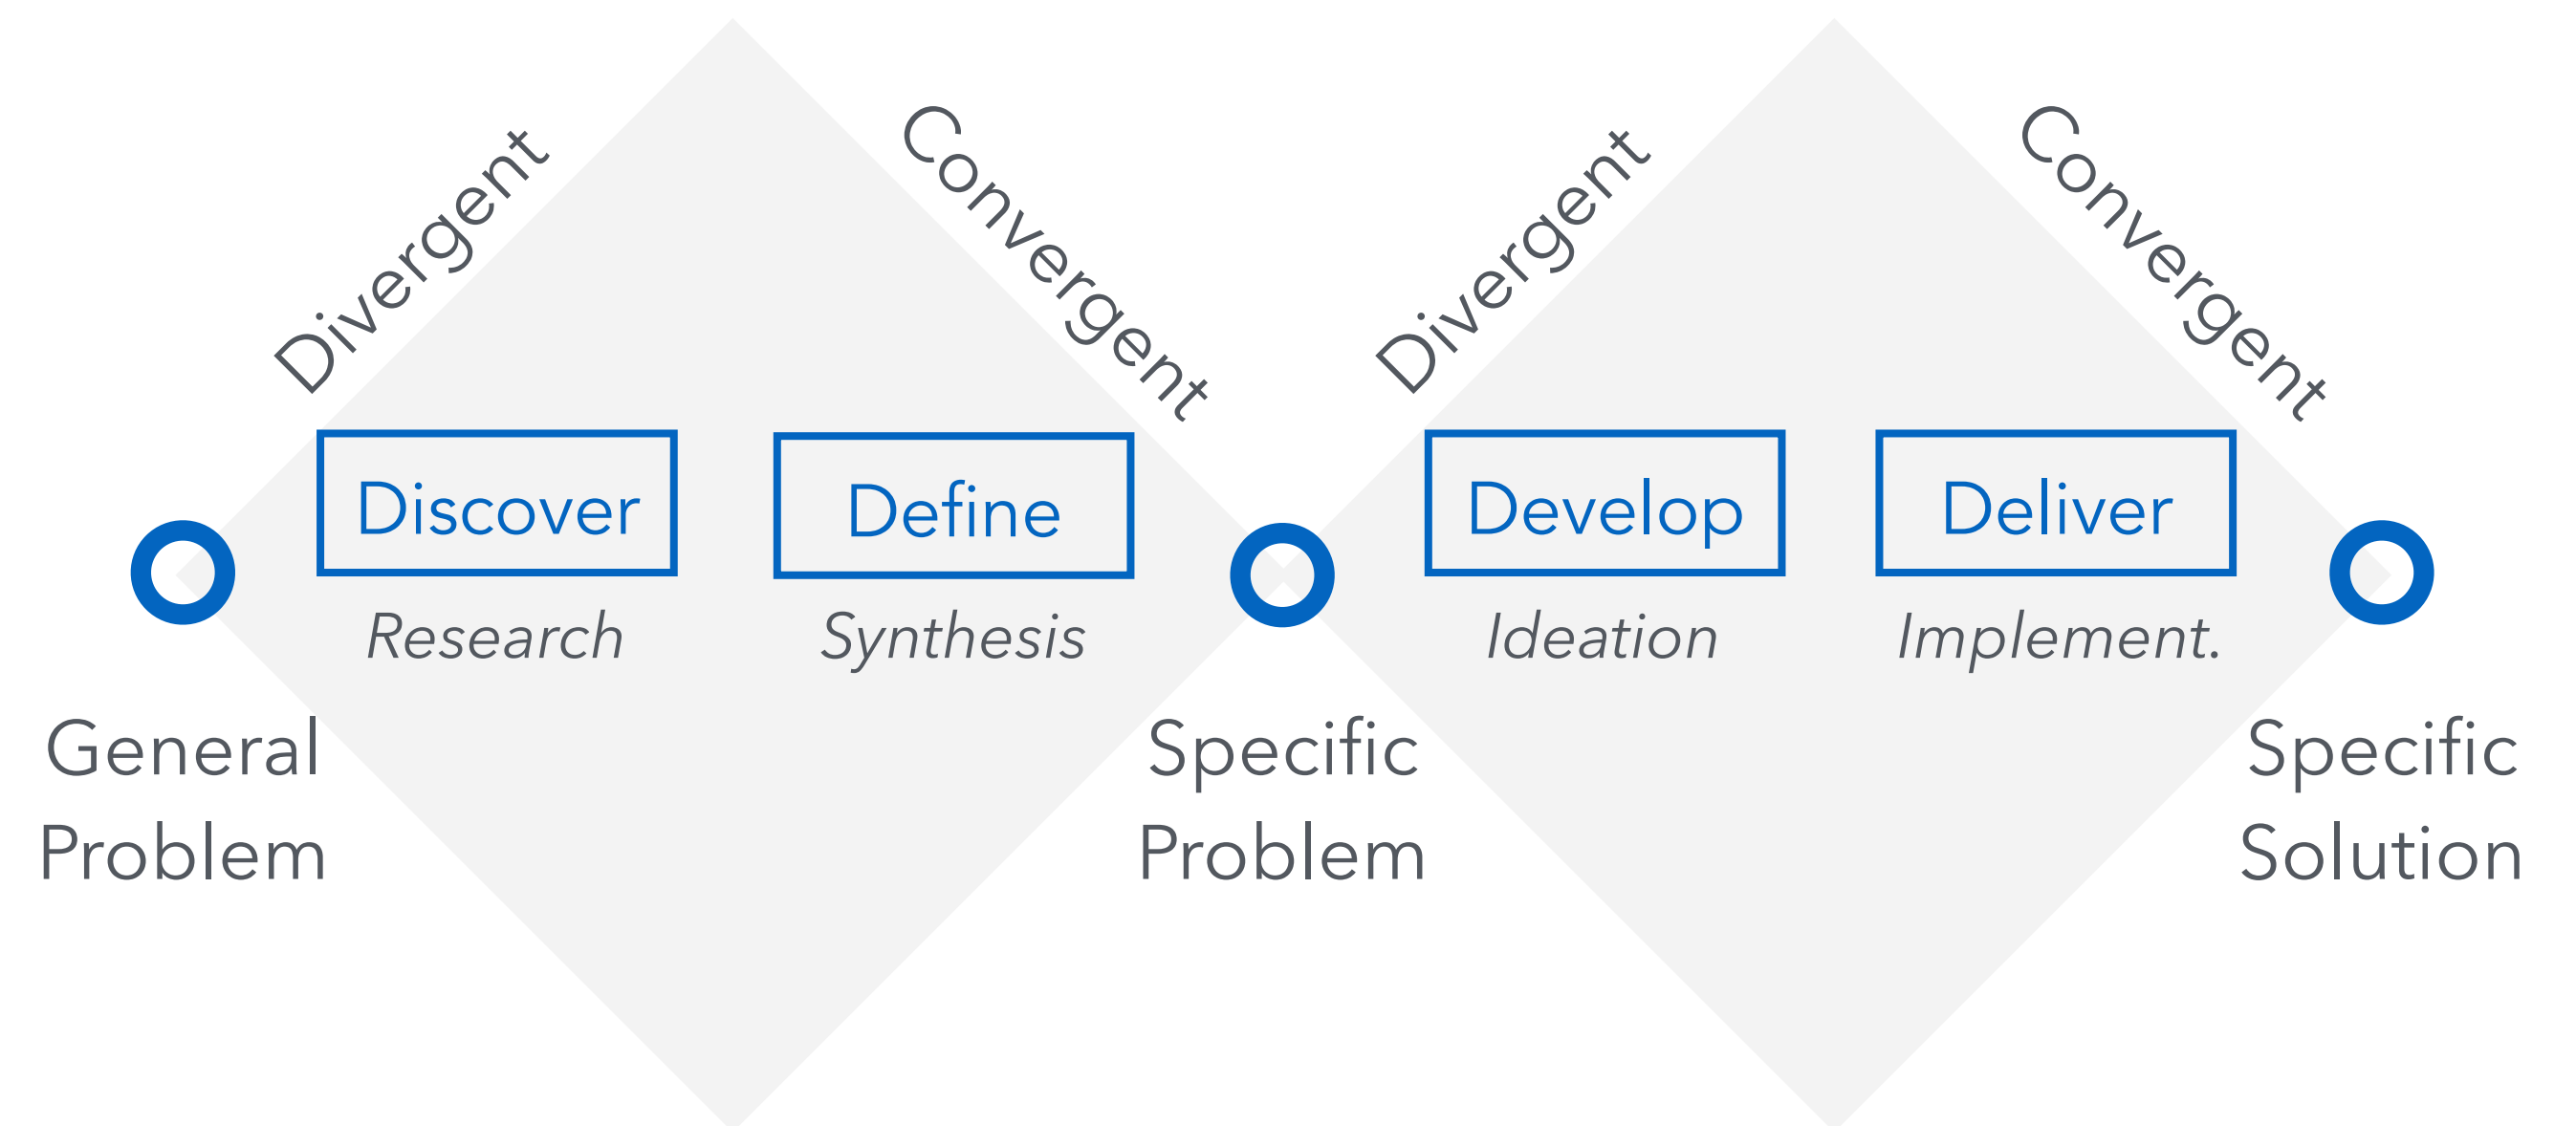 Divergent
Convergent
Divergent
Convergent
Discover
Define
Develop
Deliver
Research
Synthesis
Ideation
Implement.
General
Problem
Specific
Problem
Specific
Solution